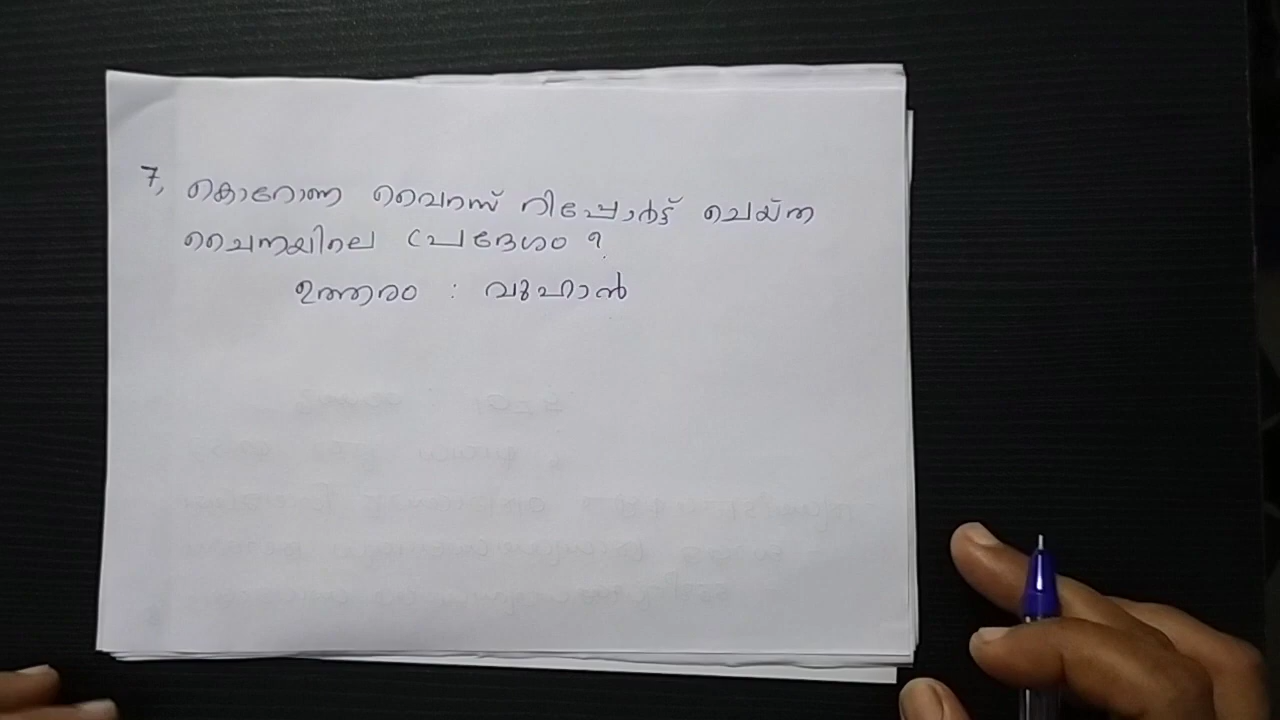 7, കൊറോണ വൈറസ് റിപ്പോർട്ട് ചെയ്ത
ചൈനയിലെ പ്രദേശം ?
ഉത്തരം : വുഹാൻ